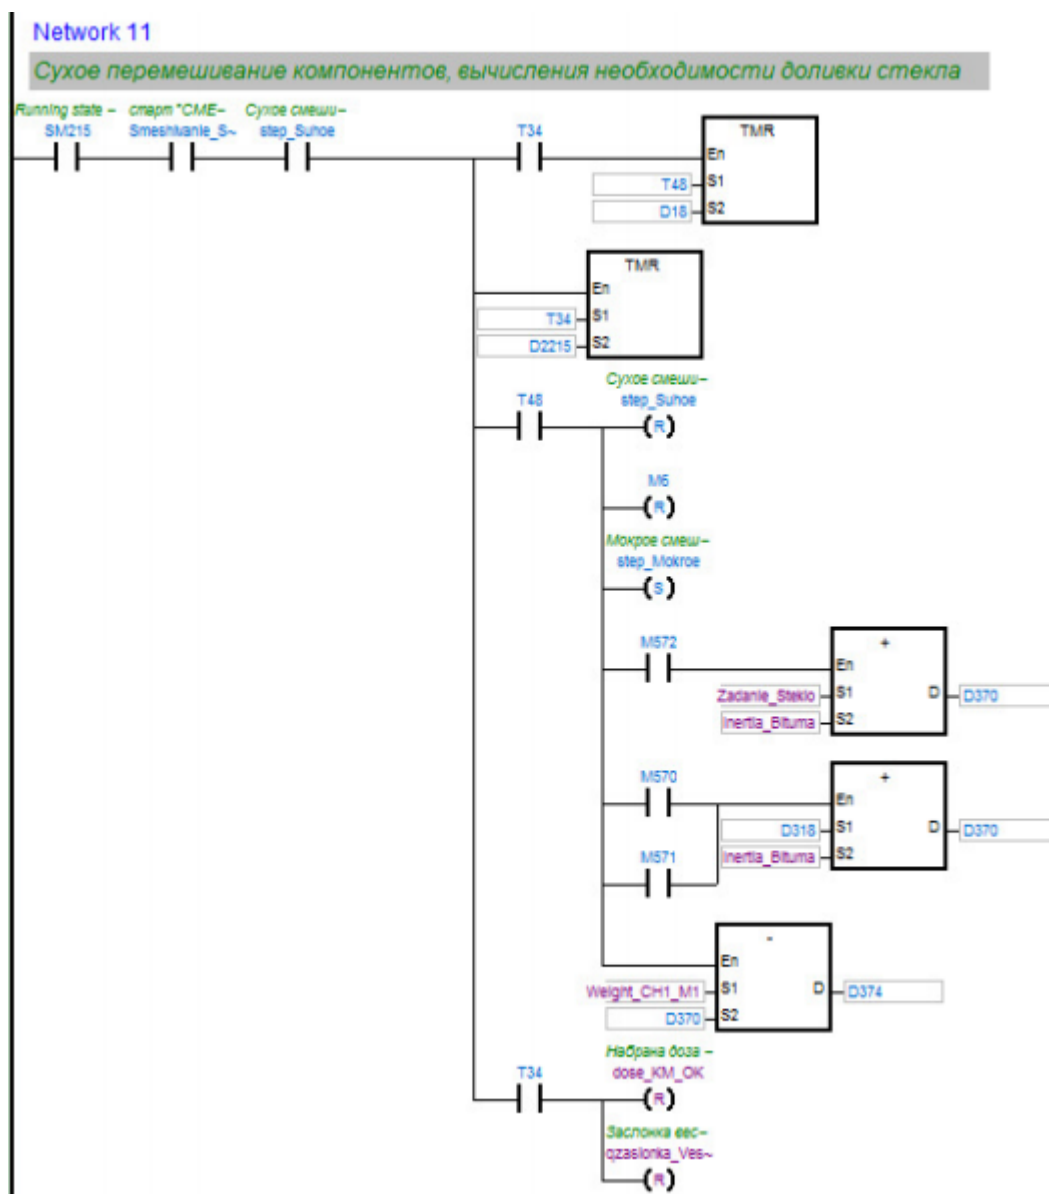 Network 11
Сухое перемешивание компонентов, вычисления необходимости доливки стекла
Running state – старт "СМЕ– Сухое смеши–
SM215 Smeshivanie_S~ step_Suhoe
T34
TMR
En
T48 S1
D18 S2
TMR
En
T34 S1
D2215 S2
Сухое смеши–
T48 step_Suhoe
(R)
M6
(R)
Мокрое смеш–
step_Mokroe
(S)
M572
+
En
Zadanie_Steklo S1 D D370
Inertia_Bituma S2
M570
+
En
D318 S1 D D370
M571 Inertia_Bituma S2
-
En
Weight_CH1_M1 S1 D D374
D370 S2
Набрана доза –
T34 dose_KM_OK
(R)
Заслонка вес–
qzaslonka_Ves~
(R)